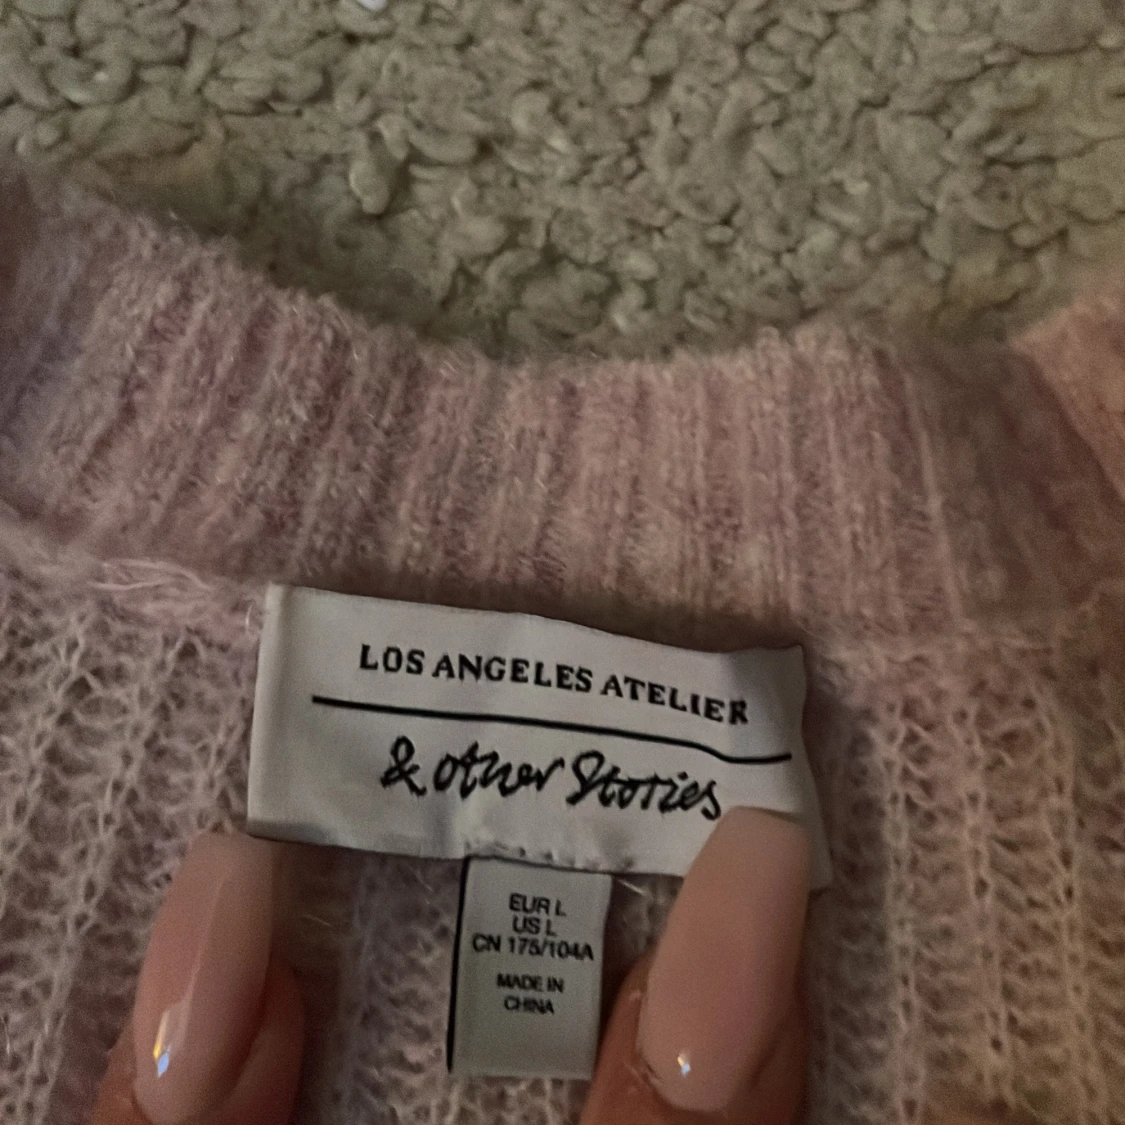 LOS ANGELES ATELIER
& other Stories
EUR L
US L
CN 175/104A
MADE IN
CHINA